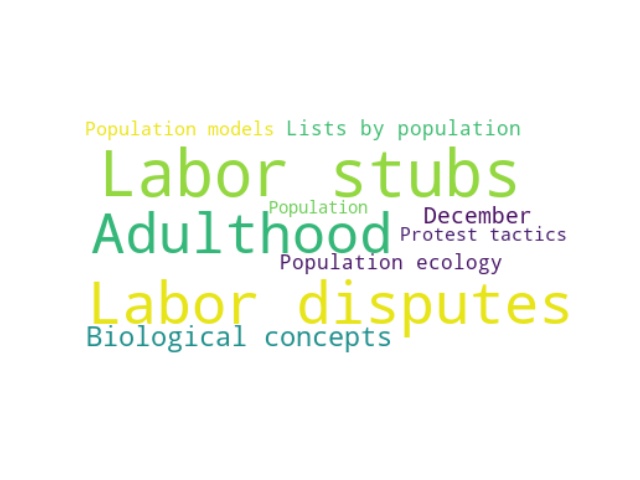 Population models
Lists by population
Labor stubs
Population
Adulthood
December
Protest tactics
Population ecology
Labor disputes
Biological concepts